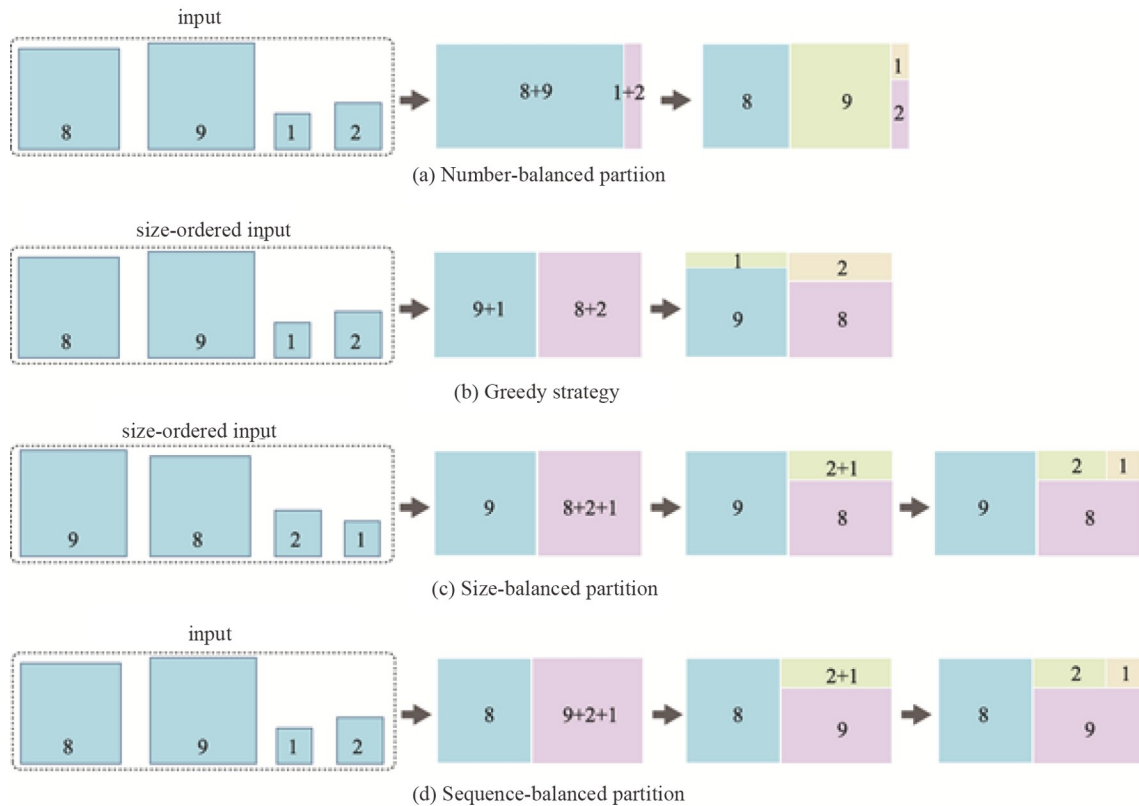 input
8 9 1 2
8+9 1+2
8 9 1 2
(a) Number-balanced partiion
size-ordered input
8 9 1 2
9+1 8+2
1 2
9 8
(b) Greedy strategy
size-ordered input
9 8 2 1
9 8+2+1
2+1
9 8
2 1
9 8
(c) Size-balanced partition
input
8 9 1 2
8 9+2+1
2+1
8 9
2 1
8 9
(d) Sequence-balanced partition